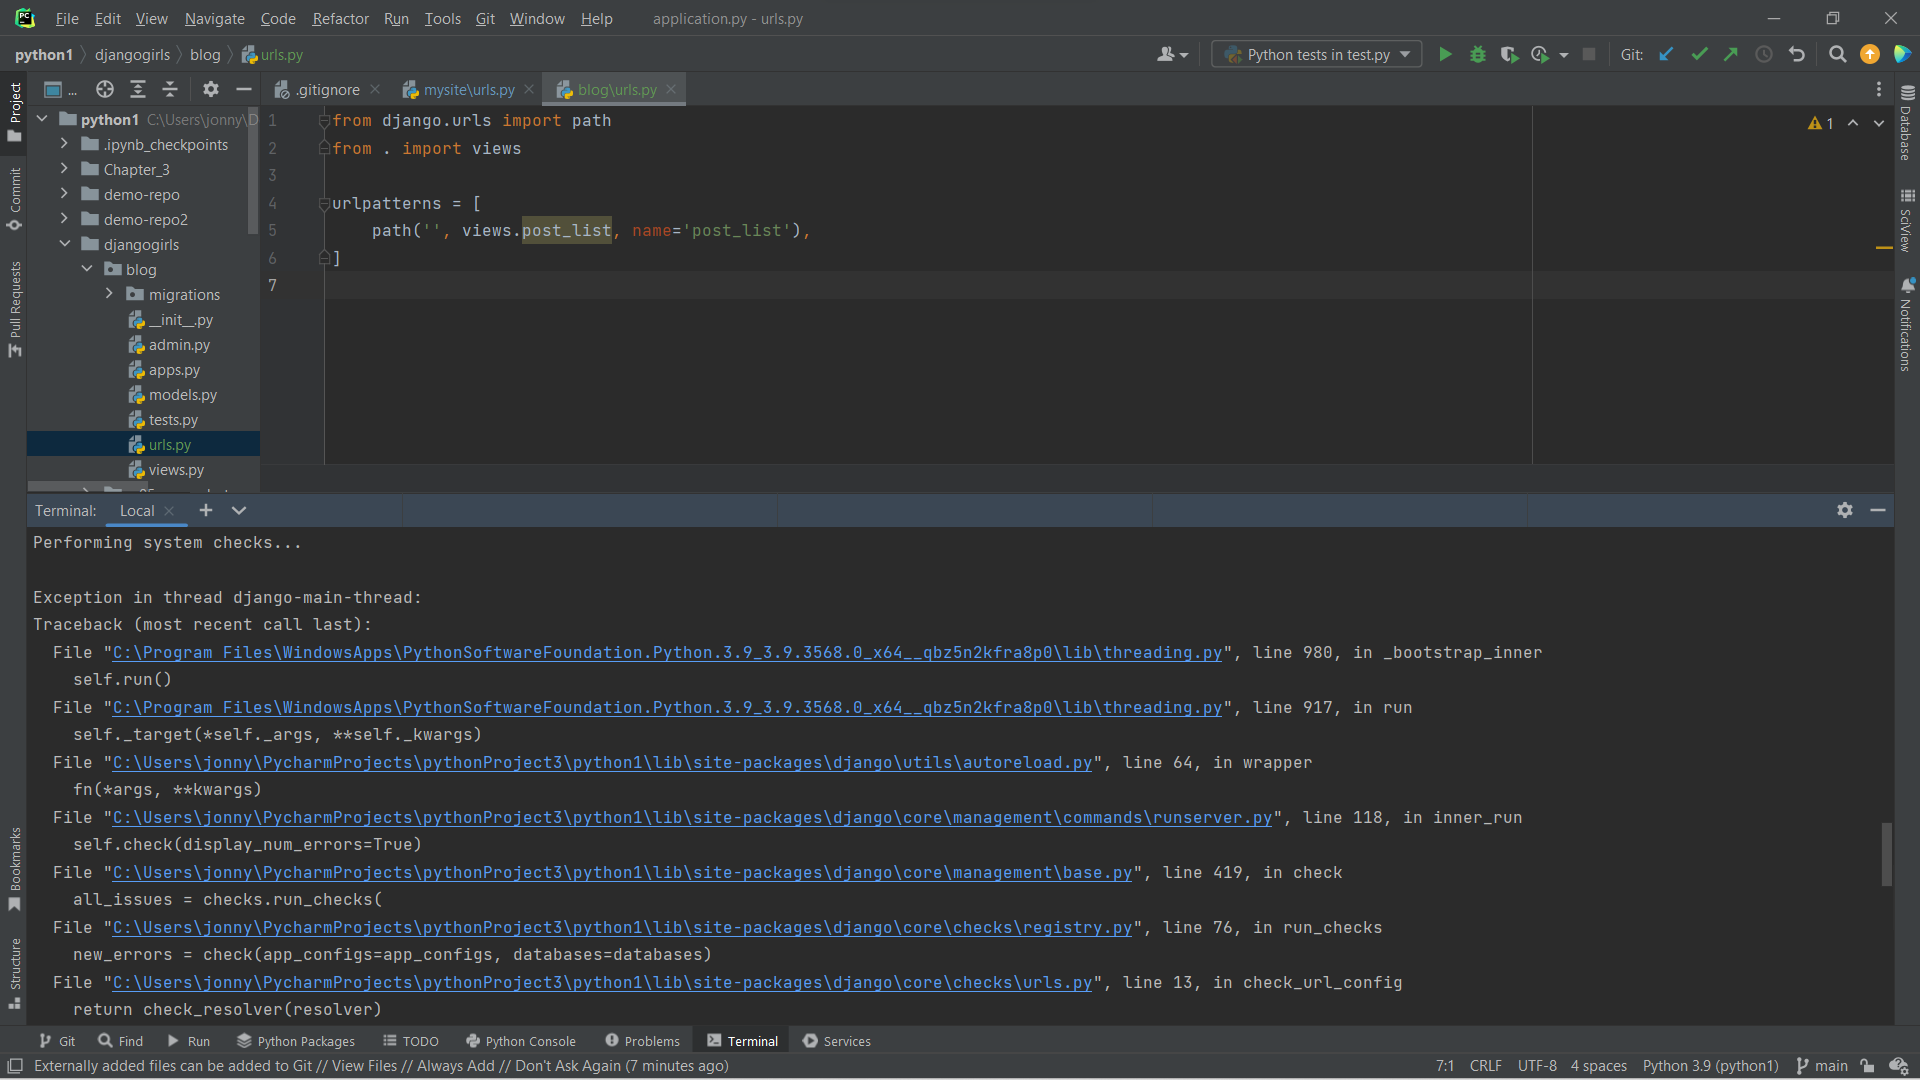 File Edit View Navigate Code Refactor Run Tools Git Window Help application.py - urls.py
python1 djangogirls blog urls.py Python tests in test.py Git:
... .gitignore mysite\urls.py blog\urls.py
Project
Commit
Pull Requests
Bookmarks
Structure
python1 C:\Users\jonny\D
.ipynb_checkpoints
Chapter_3
demo-repo
demo-repo2
djangogirls
blog
migrations
__init__.py
admin.py
apps.py
models.py
tests.py
urls.py
views.py
1 from django.urls import path
2 from . import views
3
4 urlpatterns = [
5 path('', views.post_list, name='post_list'),
6 ]
7
1
Database
SciView
Notifications
Terminal: Local
Performing system checks...
Exception in thread django-main-thread:
Traceback (most recent call last):
File "C:\Program Files\WindowsApps\PythonSoftwareFoundation.Python.3.9_3.9.3568.0_x64__qbz5n2kfra8p0\lib\threading.py", line 980, in _bootstrap_inner
self.run()
File "C:\Program Files\WindowsApps\PythonSoftwareFoundation.Python.3.9_3.9.3568.0_x64__qbz5n2kfra8p0\lib\threading.py", line 917, in run
self._target(*self._args, **self._kwargs)
File "C:\Users\jonny\PycharmProjects\pythonProject3\python1\lib\site-packages\django\utils\autoreload.py", line 64, in wrapper
fn(*args, **kwargs)
File "C:\Users\jonny\PycharmProjects\pythonProject3\python1\lib\site-packages\django\core\management\commands\runserver.py", line 118, in inner_run
self.check(display_num_errors=True)
File "C:\Users\jonny\PycharmProjects\pythonProject3\python1\lib\site-packages\django\core\management\base.py", line 419, in check
all_issues = checks.run_checks(
File "C:\Users\jonny\PycharmProjects\pythonProject3\python1\lib\site-packages\django\core\checks\registry.py", line 76, in run_checks
new_errors = check(app_configs=app_configs, databases=databases)
File "C:\Users\jonny\PycharmProjects\pythonProject3\python1\lib\site-packages\django\core\checks\urls.py", line 13, in check_url_config
return check_resolver(resolver)
Git Find Run Python Packages TODO Python Console Problems Terminal Services
Externally added files can be added to Git // View Files // Always Add // Don't Ask Again (7 minutes ago) 7:1 CRLF UTF-8 4 spaces Python 3.9 (python1) main